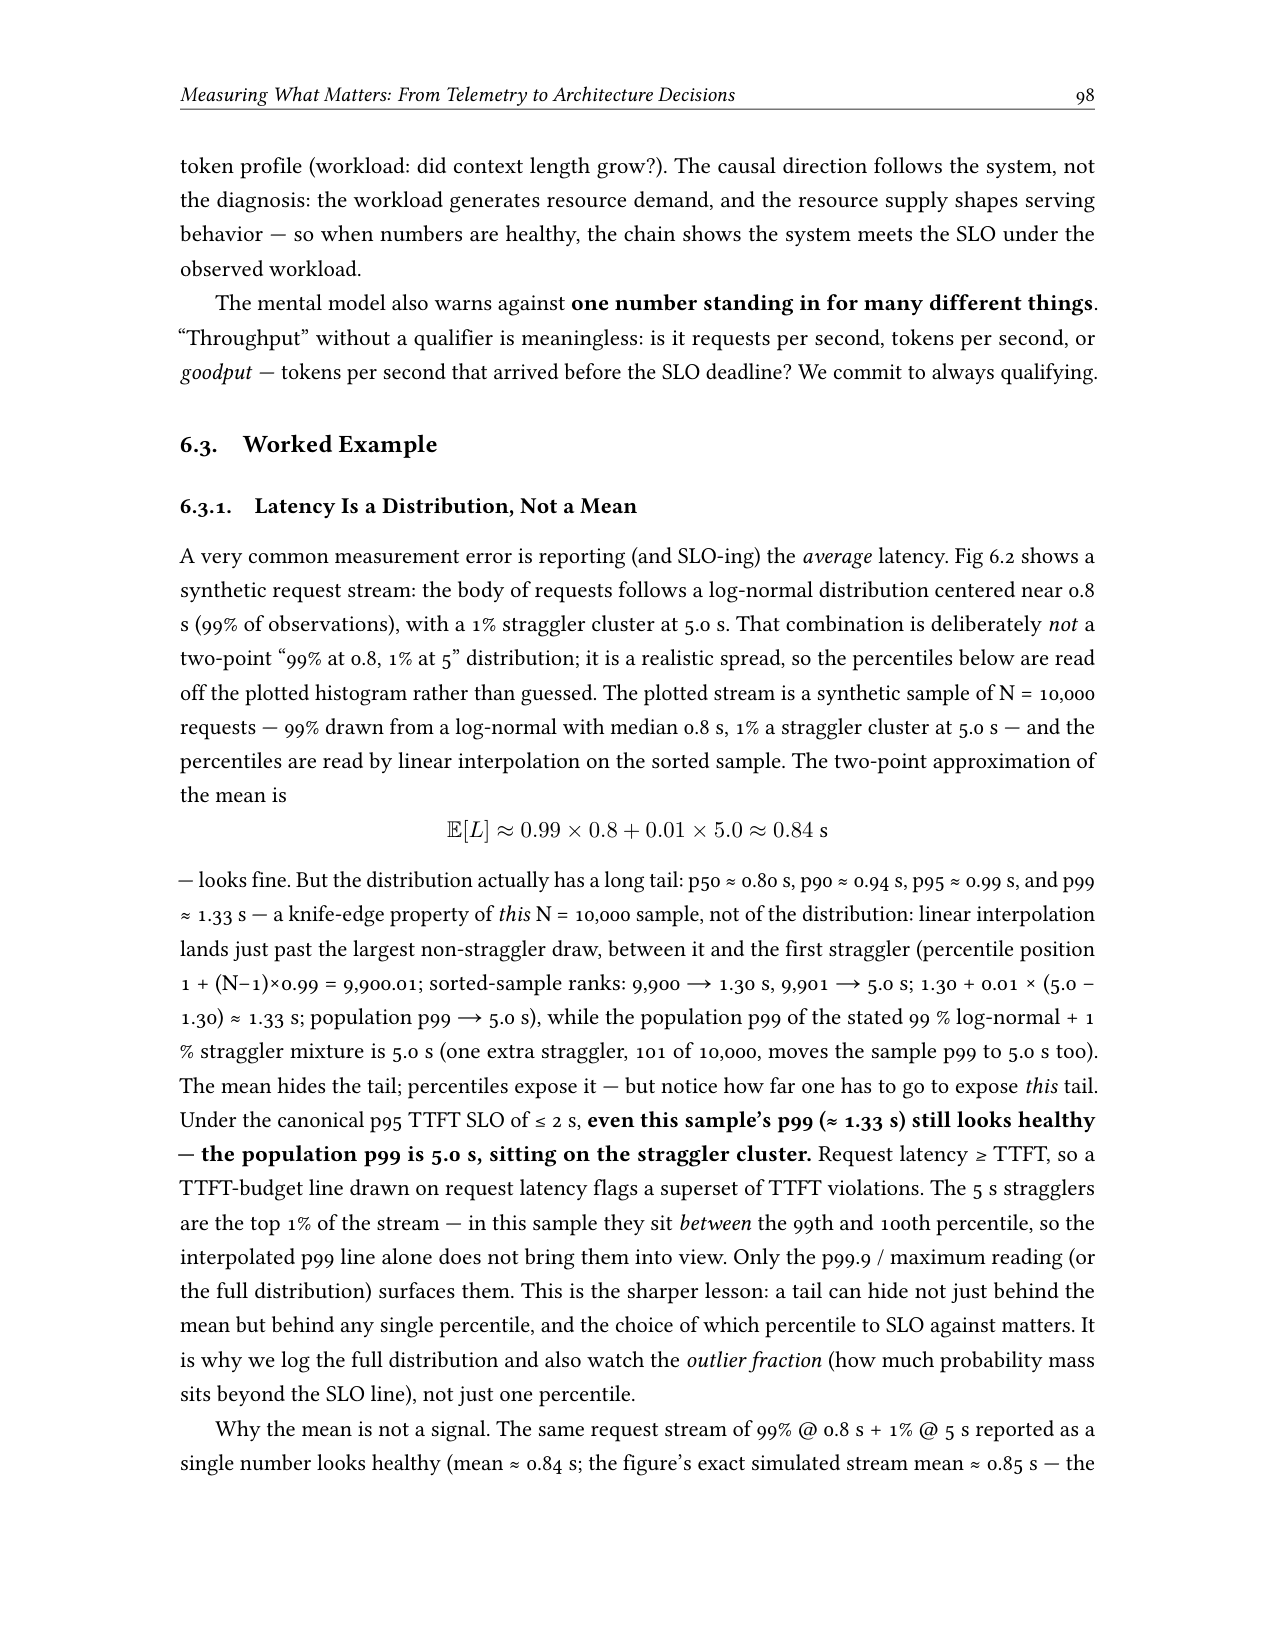 Measuring What Matters: From Telemetry to Architecture Decisions 98
token profile (workload: did context length grow?). The causal direction follows the system, not
the diagnosis: the workload generates resource demand, and the resource supply shapes serving
behavior — so when numbers are healthy, the chain shows the system meets the SLO under the
observed workload.
The mental model also warns against one number standing in for many different things.
“Throughput” without a qualifier is meaningless: is it requests per second, tokens per second, or
goodput — tokens per second that arrived before the SLO deadline? We commit to always qualifying.
6.3. Worked Example
6.3.1. Latency Is a Distribution, Not a Mean
A very common measurement error is reporting (and SLO-ing) the average latency. Fig 6.2 shows a
synthetic request stream: the body of requests follows a log-normal distribution centered near 0.8
s (99% of observations), with a 1% straggler cluster at 5.0 s. That combination is deliberately not a
two-point “99% at 0.8, 1% at 5” distribution; it is a realistic spread, so the percentiles below are read
off the plotted histogram rather than guessed. The plotted stream is a synthetic sample of N = 10,000
requests — 99% drawn from a log-normal with median 0.8 s, 1% a straggler cluster at 5.0 s — and the
percentiles are read by linear interpolation on the sorted sample. The two-point approximation of
the mean is
𝔼[L] ≈ 0.99 × 0.8 + 0.01 × 5.0 ≈ 0.84 s
— looks fine. But the distribution actually has a long tail: p50 ≈ 0.80 s, p90 ≈ 0.94 s, p95 ≈ 0.99 s, and p99
≈ 1.33 s — a knife-edge property of this N = 10,000 sample, not of the distribution: linear interpolation
lands just past the largest non-straggler draw, between it and the first straggler (percentile position
1 + (N−1)×0.99 = 9,900.01; sorted-sample ranks: 9,900 → 1.30 s, 9,901 → 5.0 s; 1.30 + 0.01 × (5.0 −
1.30) ≈ 1.33 s; population p99 → 5.0 s), while the population p99 of the stated 99 % log-normal + 1
% straggler mixture is 5.0 s (one extra straggler, 101 of 10,000, moves the sample p99 to 5.0 s too).
The mean hides the tail; percentiles expose it — but notice how far one has to go to expose this tail.
Under the canonical p95 TTFT SLO of ≤ 2 s, even this sample’s p99 (≈ 1.33 s) still looks healthy
— the population p99 is 5.0 s, sitting on the straggler cluster. Request latency ≥ TTFT, so a
TTFT-budget line drawn on request latency flags a superset of TTFT violations. The 5 s stragglers
are the top 1% of the stream — in this sample they sit between the 99th and 100th percentile, so the
interpolated p99 line alone does not bring them into view. Only the p99.9 / maximum reading (or
the full distribution) surfaces them. This is the sharper lesson: a tail can hide not just behind the
mean but behind any single percentile, and the choice of which percentile to SLO against matters. It
is why we log the full distribution and also watch the outlier fraction (how much probability mass
sits beyond the SLO line), not just one percentile.
Why the mean is not a signal. The same request stream of 99% @ 0.8 s + 1% @ 5 s reported as a
single number looks healthy (mean ≈ 0.84 s; the figure’s exact simulated stream mean ≈ 0.85 s — the